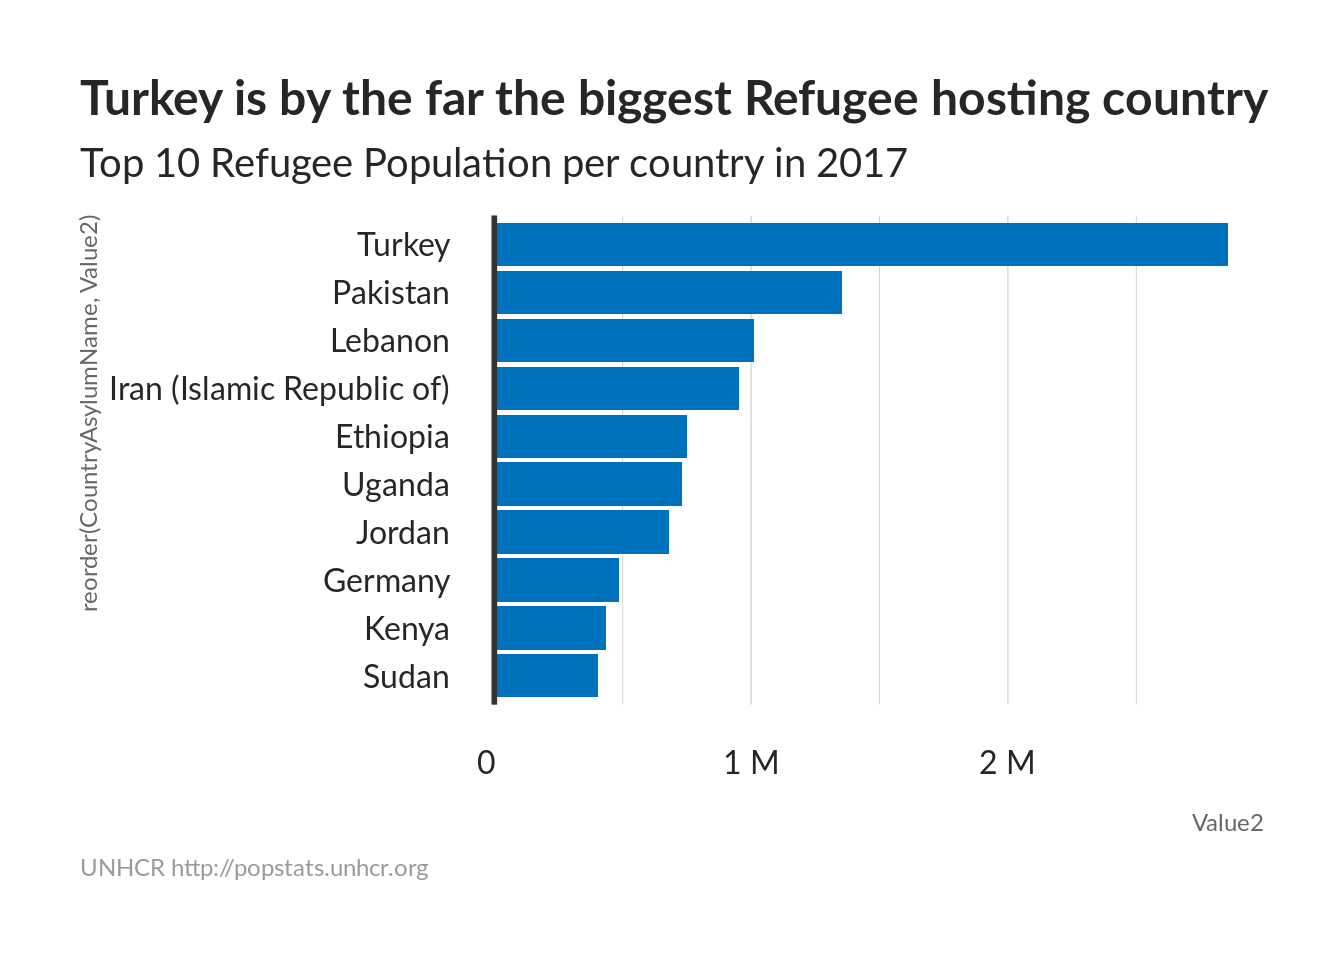 Turkey is by the far the biggest Refugee hosting country
Top 10 Refugee Population per country in 2017
reorder(CountryAsylumName, Value2)
Turkey
Pakistan
Lebanon
Iran (Islamic Republic of)
Ethiopia
Uganda
Jordan
Germany
Kenya
Sudan
0 1 M 2 M
Value2
UNHCR http://popstats.unhcr.org